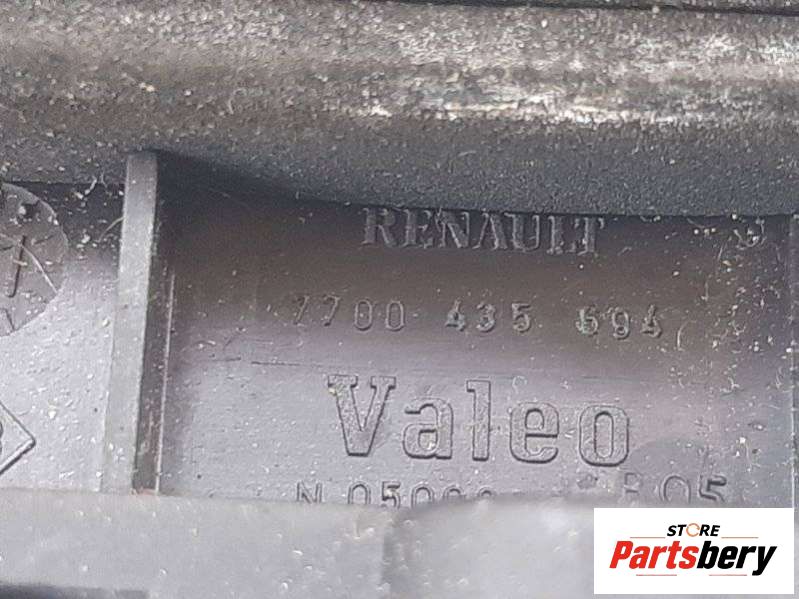 RENAULT
7700 435 694
Valeo
STORE
Partsbery